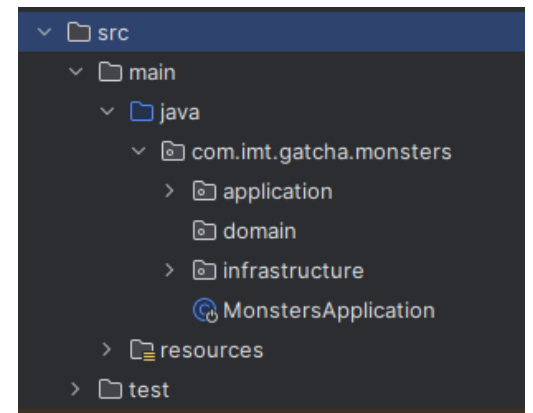 src
main
java
com.imt.gatcha.monsters
application
domain
infrastructure
MonstersApplication
resources
test